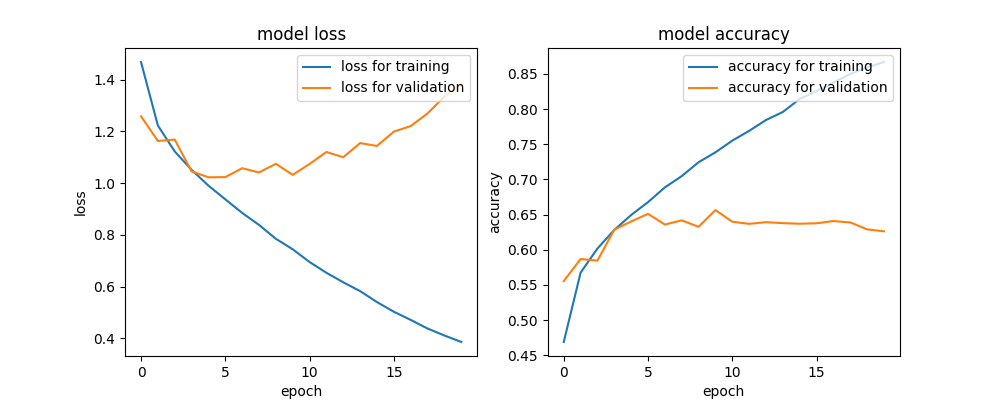 model loss
loss for training
loss for validation
1.4
1.2
1.0
0.8
0.6
0.4
loss
0
5
10
15
epoch
model accuracy
accuracy for training
accuracy for validation
0.85
0.80
0.75
0.70
0.65
0.60
0.55
0.50
0.45
accuracy
0
5
10
15
epoch